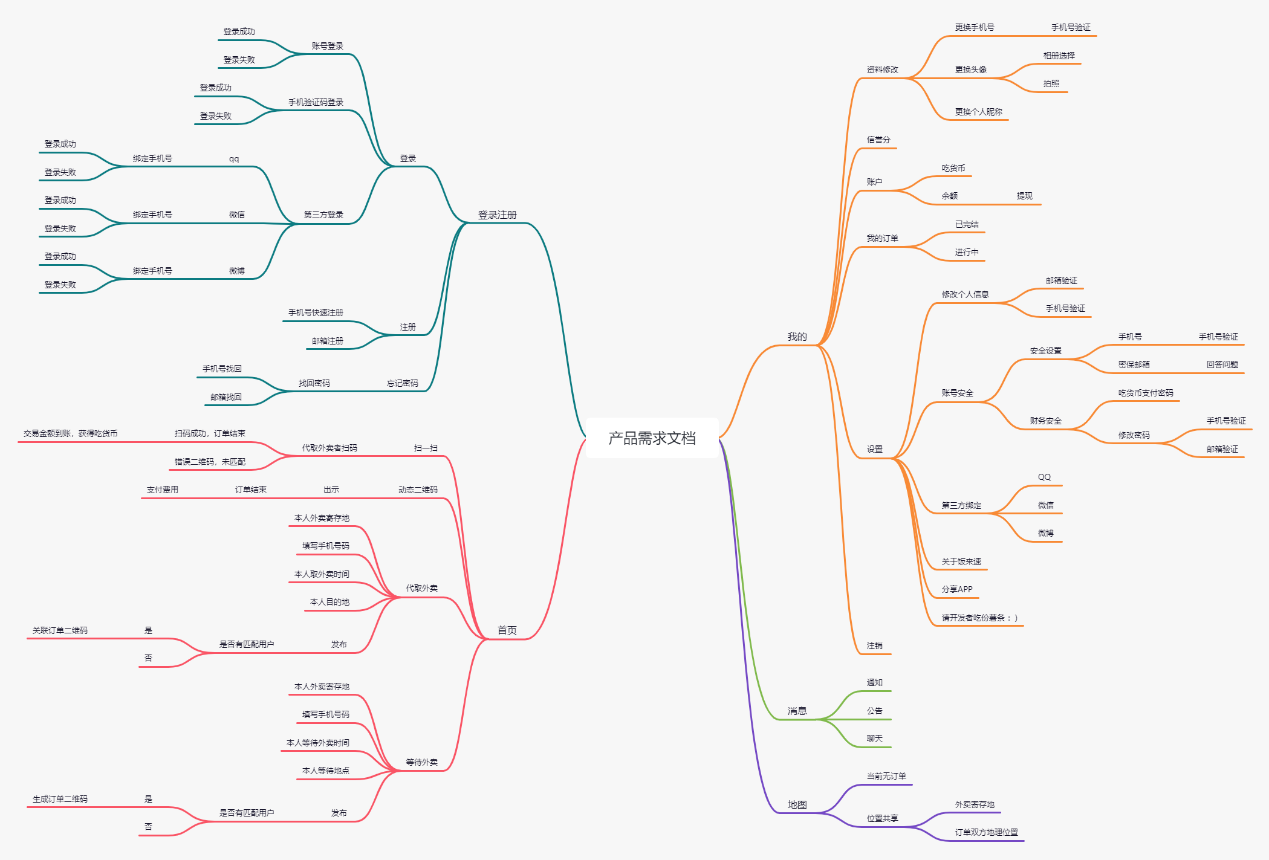 产品需求文档
登录注册
登录
账号登录
登录成功
登录失败
手机验证码登录
登录成功
登录失败
第三方登录
qq
绑定手机号
登录成功
登录失败
微信
绑定手机号
登录成功
登录失败
微博
绑定手机号
登录成功
登录失败
注册
手机号快速注册
邮箱注册
忘记密码
找回密码
手机号找回
邮箱找回
首页
扫一扫
代取外卖者扫码
扫码成功，订单结束
交易金额到账、获得吃货币
错误二维码，未匹配
动态二维码
出示
订单结束
支付费用
代取外卖
本人外卖寄存地
填写手机号码
本人取外卖时间
本人目的地
发布
是否有匹配用户
是
关联订单二维码
否
等待外卖
本人外卖寄存地
填写手机号码
本人等待外卖时间
本人等待地点
发布
是否有匹配用户
是
生成订单二维码
否
我的
资料修改
更换手机号
手机号验证
更换头像
相册选择
拍照
更换个人昵称
信誉分
账户
吃货币
余额
提现
我的订单
已完结
进行中
设置
修改个人信息
邮箱验证
手机号验证
账号安全
安全设置
手机号
手机号验证
密保邮箱
回答问题
财务安全
吃货币支付密码
修改密码
手机号验证
邮箱验证
第三方绑定
QQ
微信
微博
关于饭来速
分享APP
请开发者吃份薯条：）
注销
消息
通知
公告
聊天
地图
当前无订单
位置共享
外卖寄存地
订单双方地理位置